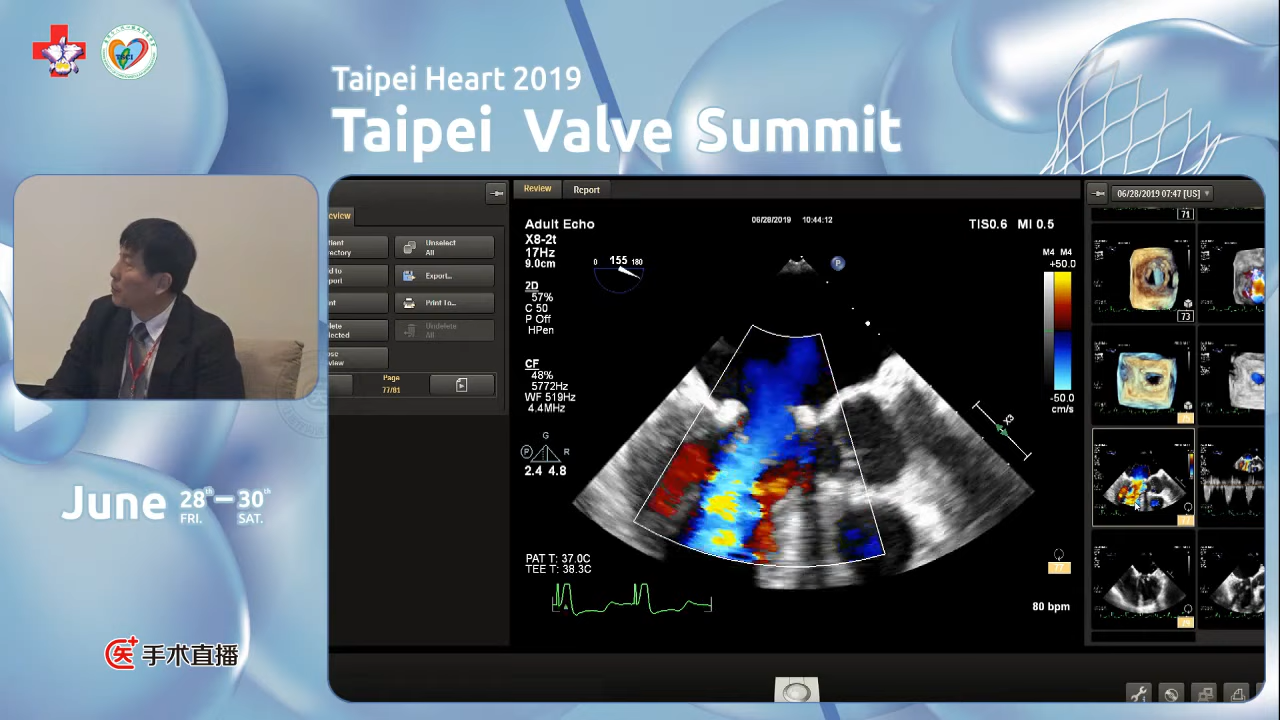 Taipei Heart 2019
Taipei Valve Summit
June 28th — 30th
FRI. SAT.
手术直播
Review
Report
06/28/2019 07:47 [US]
Unselect
All
Export...
Print To...
Undelete
All
Page
77/81
Adult Echo
X8-2t
17Hz
9.0cm
2D
57%
C 50
P Off
HPen
CF
48%
5772Hz
WF 519Hz
4.4MHz
G
P R
2.4 4.8
PAT T: 37.0C
TEE T: 38.3C
06/28/2019 10:44:12
0 155 180
P
TIS0.6 MI 0.5
M4 M4
+50.0
-50.0
cm/s
X3
77
80 bpm
71
73
77